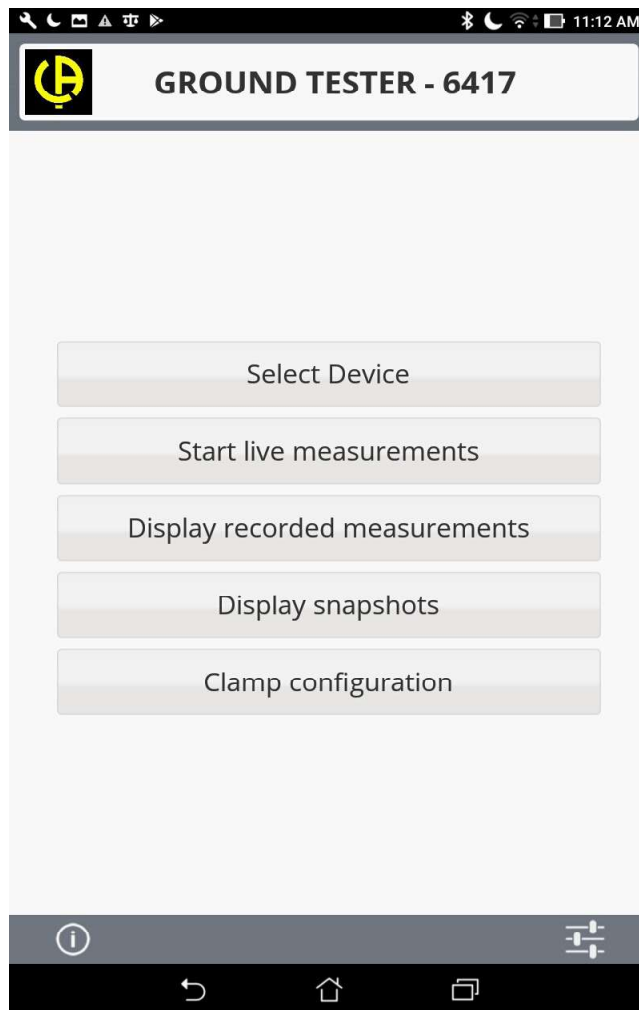 11:12 AM
GROUND TESTER - 6417
Select Device
Start live measurements
Display recorded measurements
Display snapshots
Clamp configuration